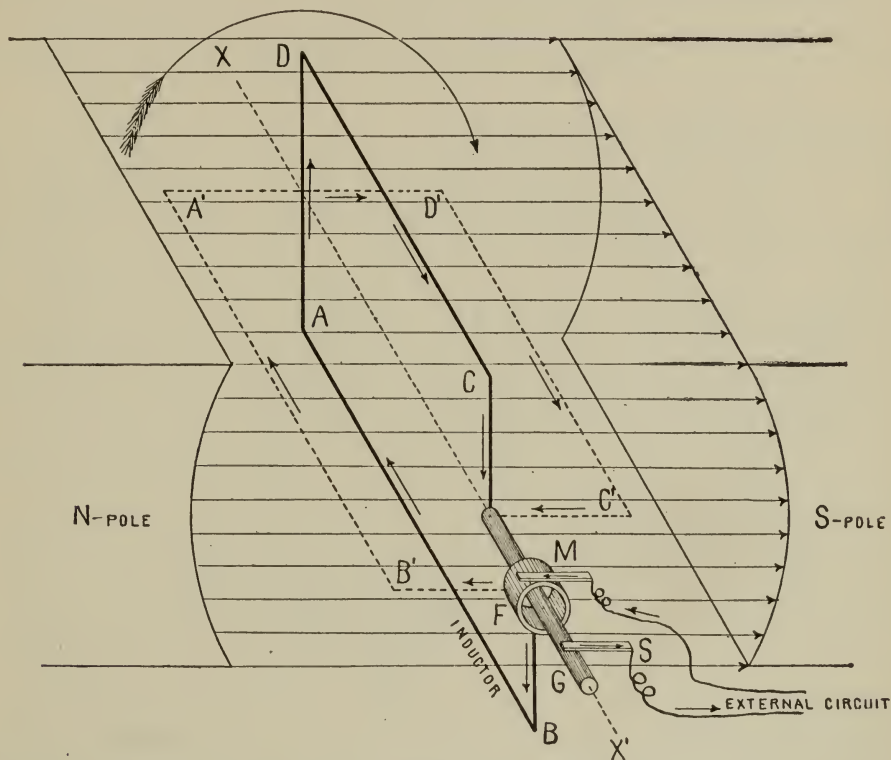 X
D
A'
D'
A
C
N-POLE
C'
S-POLE
M
B'
F
INDUCTOR
S
G
EXTERNAL CIRCUIT
B
X'